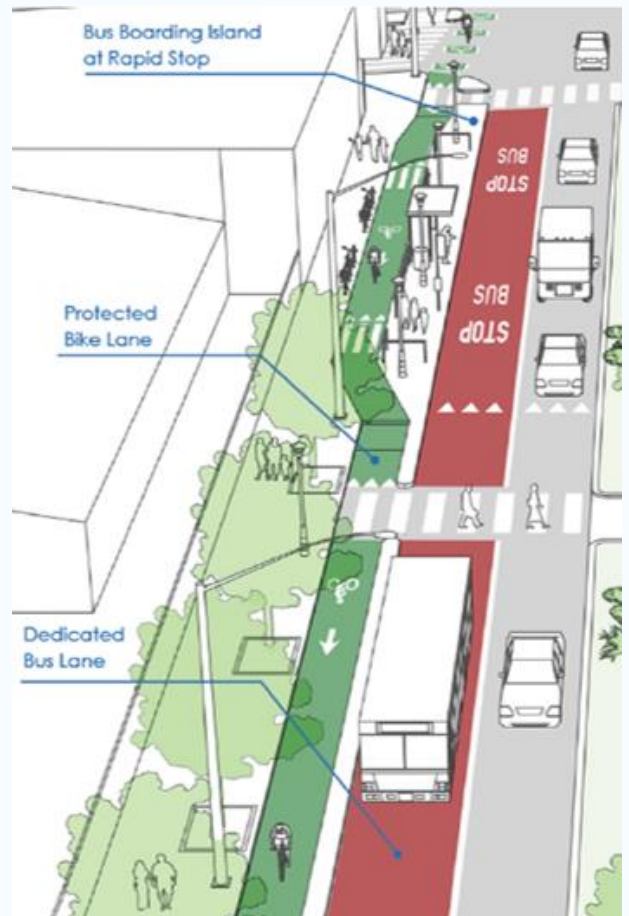 Bus Boarding Island
at Rapid Stop
BUS
STOP
BUS
STOP
Protected
Bike Lane
Dedicated
Bus Lane